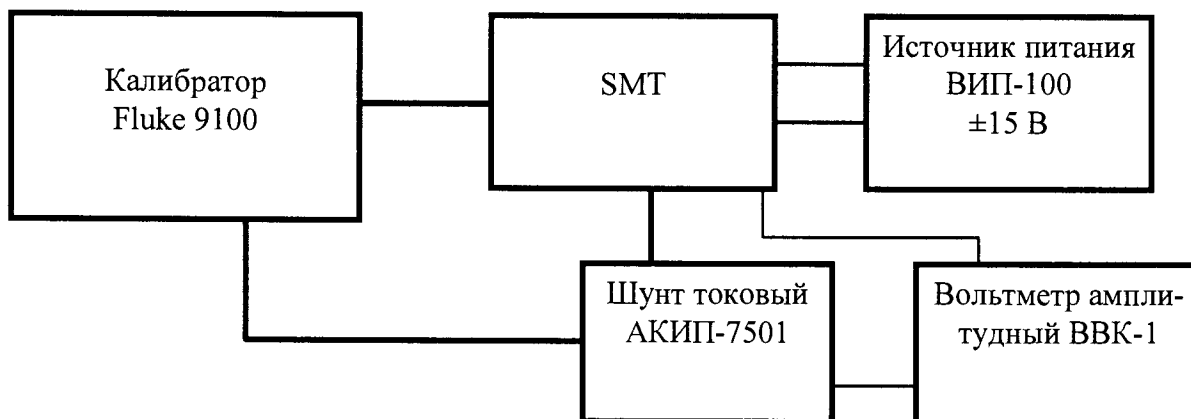 Калибратор
Fluke 9100
SMT
Источник питания
ВИП-100
±15 В
Шунт токовый
АКИП-7501
Вольтметр ампли-
тудный ВВК-1